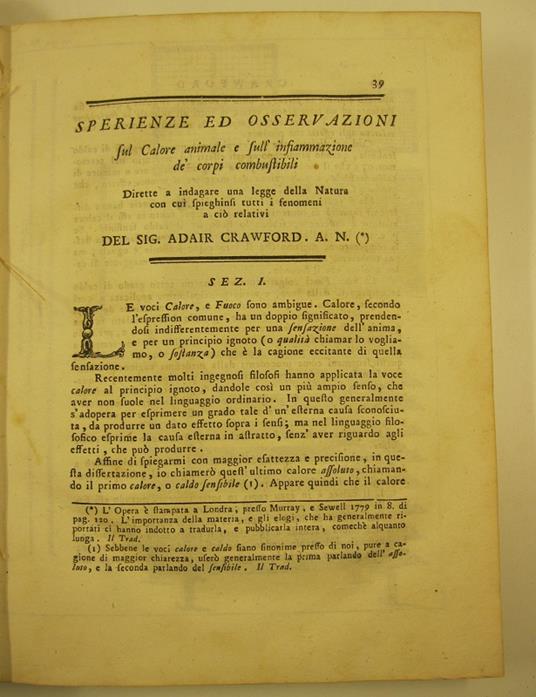 39
SPERIENZE ED OSSERVAZIONI
ſul Calore animale e ſull' infiammazione
de' corpi combuſtibili
Dirette a indagare una legge della Natura
con cui ſpieghinſi tutti i fenomeni
a ciò relativi
DEL SIG. ADAIR CRAWFORD. A. N. (*)
SEZ. I.
LE voci Calore, e Fuoco ſono ambigue. Calore, ſecondo
l'eſpreſſion comune, ha un doppio ſignificato, prenden-
doſi indifferentemente per una ſenſazione dell'anima,
e per un principio ignoto (o qualità chiamar lo voglia-
mo, o ſoſtanza) che è la cagione eccitante di quella
ſenſazione.
Recentemente molti ingegnoſi filoſofi hanno applicata la voce
calore al principio ignoto, dandole così un più ampio ſenſo, che
aver non ſuole nel linguaggio ordinario. In queſto generalmente
s'adopera per eſprimere un grado tale d'un'eſterna cauſa ſconoſciu-
ta, da produrre un dato effetto sopra i ſenſi; ma nel linguaggio filo-
ſofico eſprime la cauſa eſterna in aſtratto, ſenz'aver riguardo agli
effetti, che può produrre.
Affine di ſpiegarmi con maggior eſattezza e preciſione, in que-
ſta diſſertazione, io chiamerò queſt'ultimo calore aſſoluto, chiaman-
do il primo calore, o caldo ſenſibile (1). Appare quindi che il calore
(*) L' Opera è ſtampata a Londra, preſſo Murray, e Sewell 1779 in 8. di
pag. 120. L'importanza della materia, e gli elogj, che ha generalmente ri-
portati ci hanno indotto a tradurla, e pubblicarla intera, comechè alquanto
lunga. Il Trad.
(1) Sebbene le voci calore e caldo ſiano ſinonime preſſo di noi, pure a ca-
gione di maggior chiarezza, uſerò generalmente la prima parlando dell' aſſo-
luto, e la seconda parlando del ſenſibile. Il Trad.